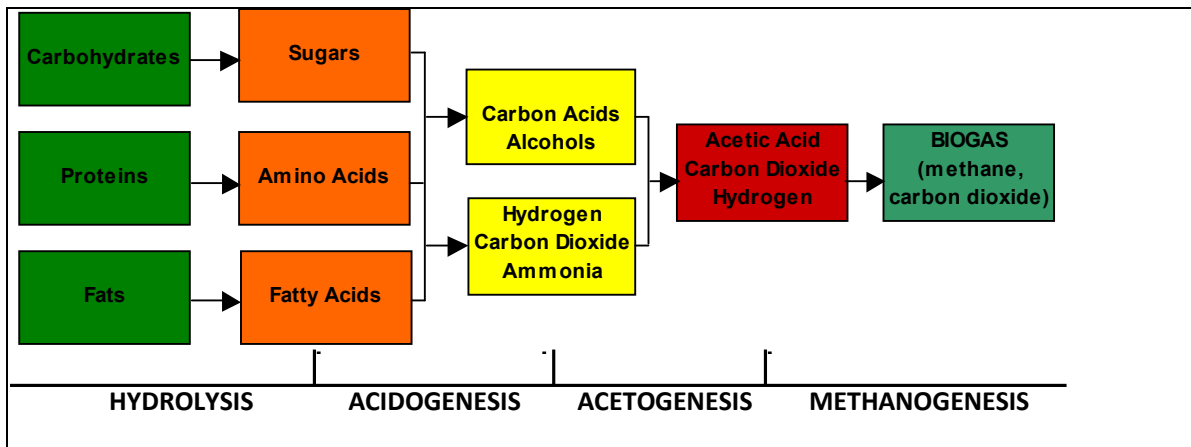 Carbohydrates
Sugars
Carbon Acids
Alcohols
Acetic Acid
Carbon Dioxide
Hydrogen
BIOGAS
(methane,
carbon dioxide)
Proteins
Amino Acids
Hydrogen
Carbon Dioxide
Ammonia
Fats
Fatty Acids
HYDROLYSIS
ACIDOGENESIS
ACETOGENESIS
METHANOGENESIS